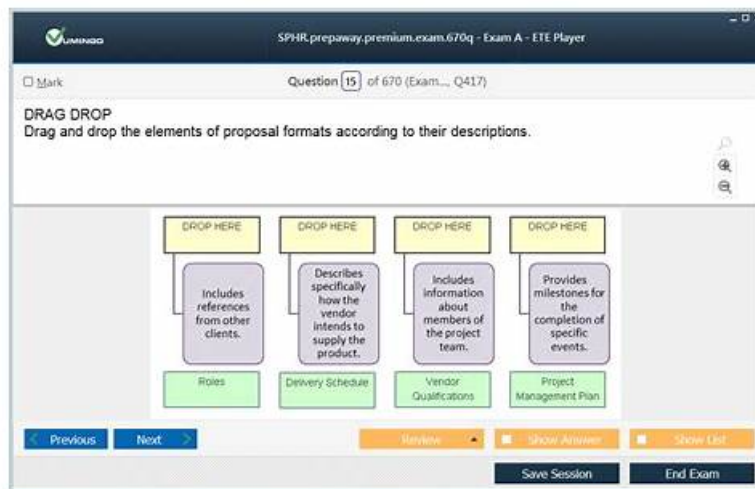 VUMINGO
SPHR.prepaway.premium.exam.670q - Exam A - ETE Player
Mark
Question 15 of 670 (Exam..., Q417)
DRAG DROP
Drag and drop the elements of proposal formats according to their descriptions.
DROP HERE
DROP HERE
DROP HERE
DROP HERE
Includes
references
from other
clients.
Describes
specifically
how the
vendor
intends to
supply the
product.
Includes
information
about
members of
the project
team.
Provides
milestones for
the
completion of
specific
events.
Roles
Delivery Schedule
Vendor
Qualifications
Project
Management Plan
Previous
Next
Review
Show Answer
Show List
Save Session
End Exam